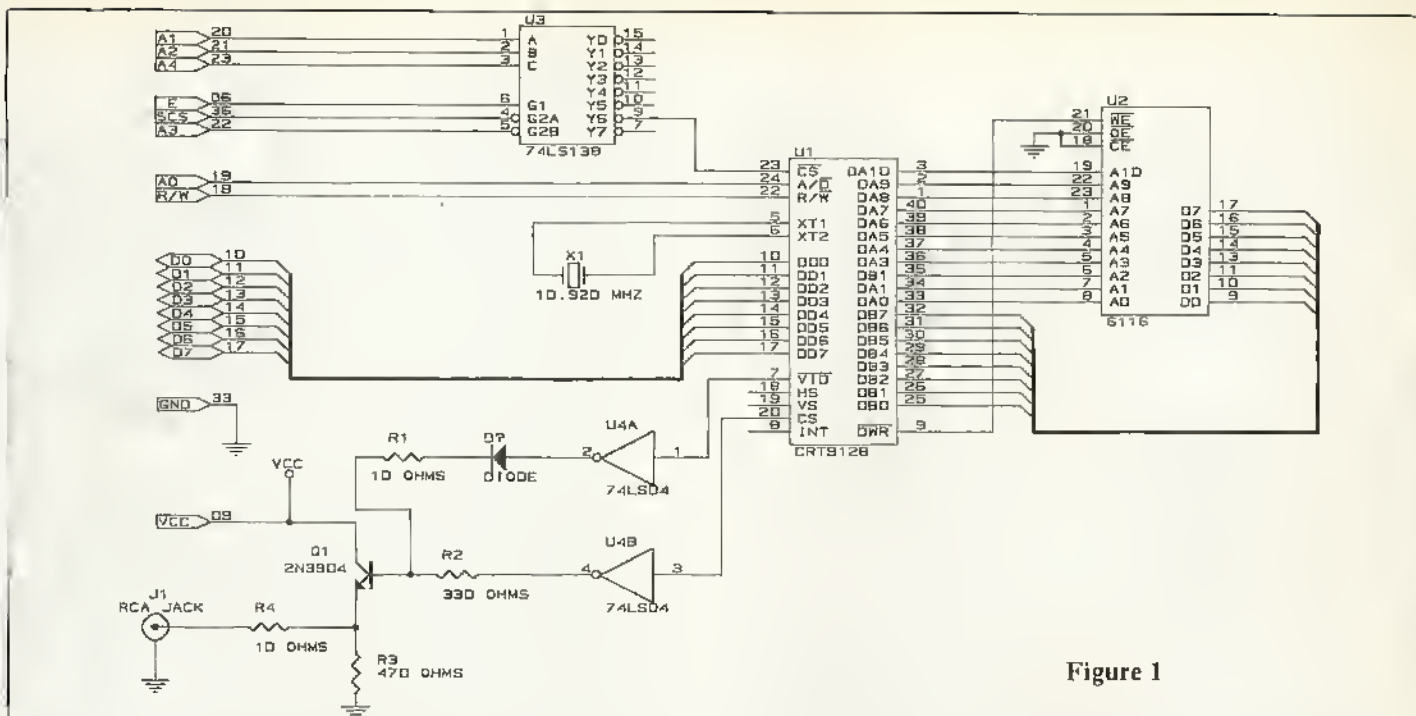 U3
A1 20 1 A Y0 15
A2 21 2 B Y1 14
A4 23 3 C Y2 13
Y3 12
Y4 11
E 06 6 G1 Y5 10
SCS 36 4 G2A Y6 9
A3 22 5 G2B Y7 7
74LS138
A0 19
R/W 18
U1
23 CS DA10 3
24 A/D DA9 2
22 R/W DA8 1
DA7 40
5 XT1 DA6 39
6 XT2 DA5 38
DA4 37
10 DD0 DA3 36
11 DD1 DB1 35
12 DD2 DA1 34
13 DD3 DA0 33
14 DD4 DB7 32
15 DD5 DB6 31
16 DD6 DB5 30
17 DD7 DB4 29
DB3 28
7 VID DB2 27
18 HS DB1 26
19 VS DB0 25
20 CS
8 INT DWR 9
CRT9128
X1
10.920 MHZ
U2
21 WE
20 OE
18 CE
19 A10
22 A9
23 A8
1 A7 D7 17
2 A6 D6 16
3 A5 D5 15
4 A4 D4 14
5 A3 D3 13
6 A2 D2 11
7 A1 D1 10
8 A0 D0 9
6116
D0 10
D1 11
D2 12
D3 13
D4 14
D5 15
D6 16
D7 17
GND 33
VCC
VCC 09
R1
10 OHMS
D?
DIODE
U4A
2 1
74LS04
Q1
2N3904
R2
330 OHMS
U4B
4 3
74LS04
J1
RCA JACK
R4
10 OHMS
R3
470 OHMS
Figure 1